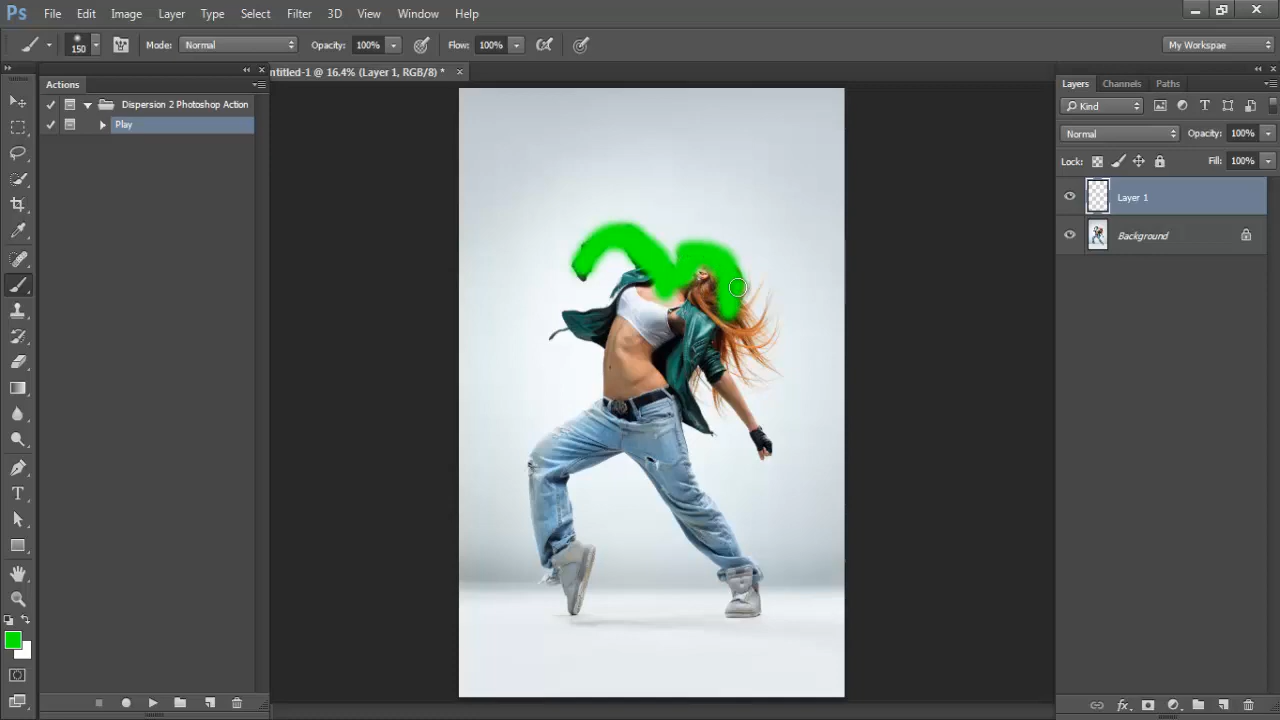 Ps File Edit Image Layer Type Select Filter 3D View Window Help
150 Mode: Normal Opacity: 100% Flow: 100% My Workspae
ntitled-1 @ 16.4% (Layer 1, RGB/8) *
Actions
Dispersion 2 Photoshop Action
Play
Layers Channels Paths
Kind
Normal Opacity: 100%
Lock: Fill: 100%
Layer 1
Background